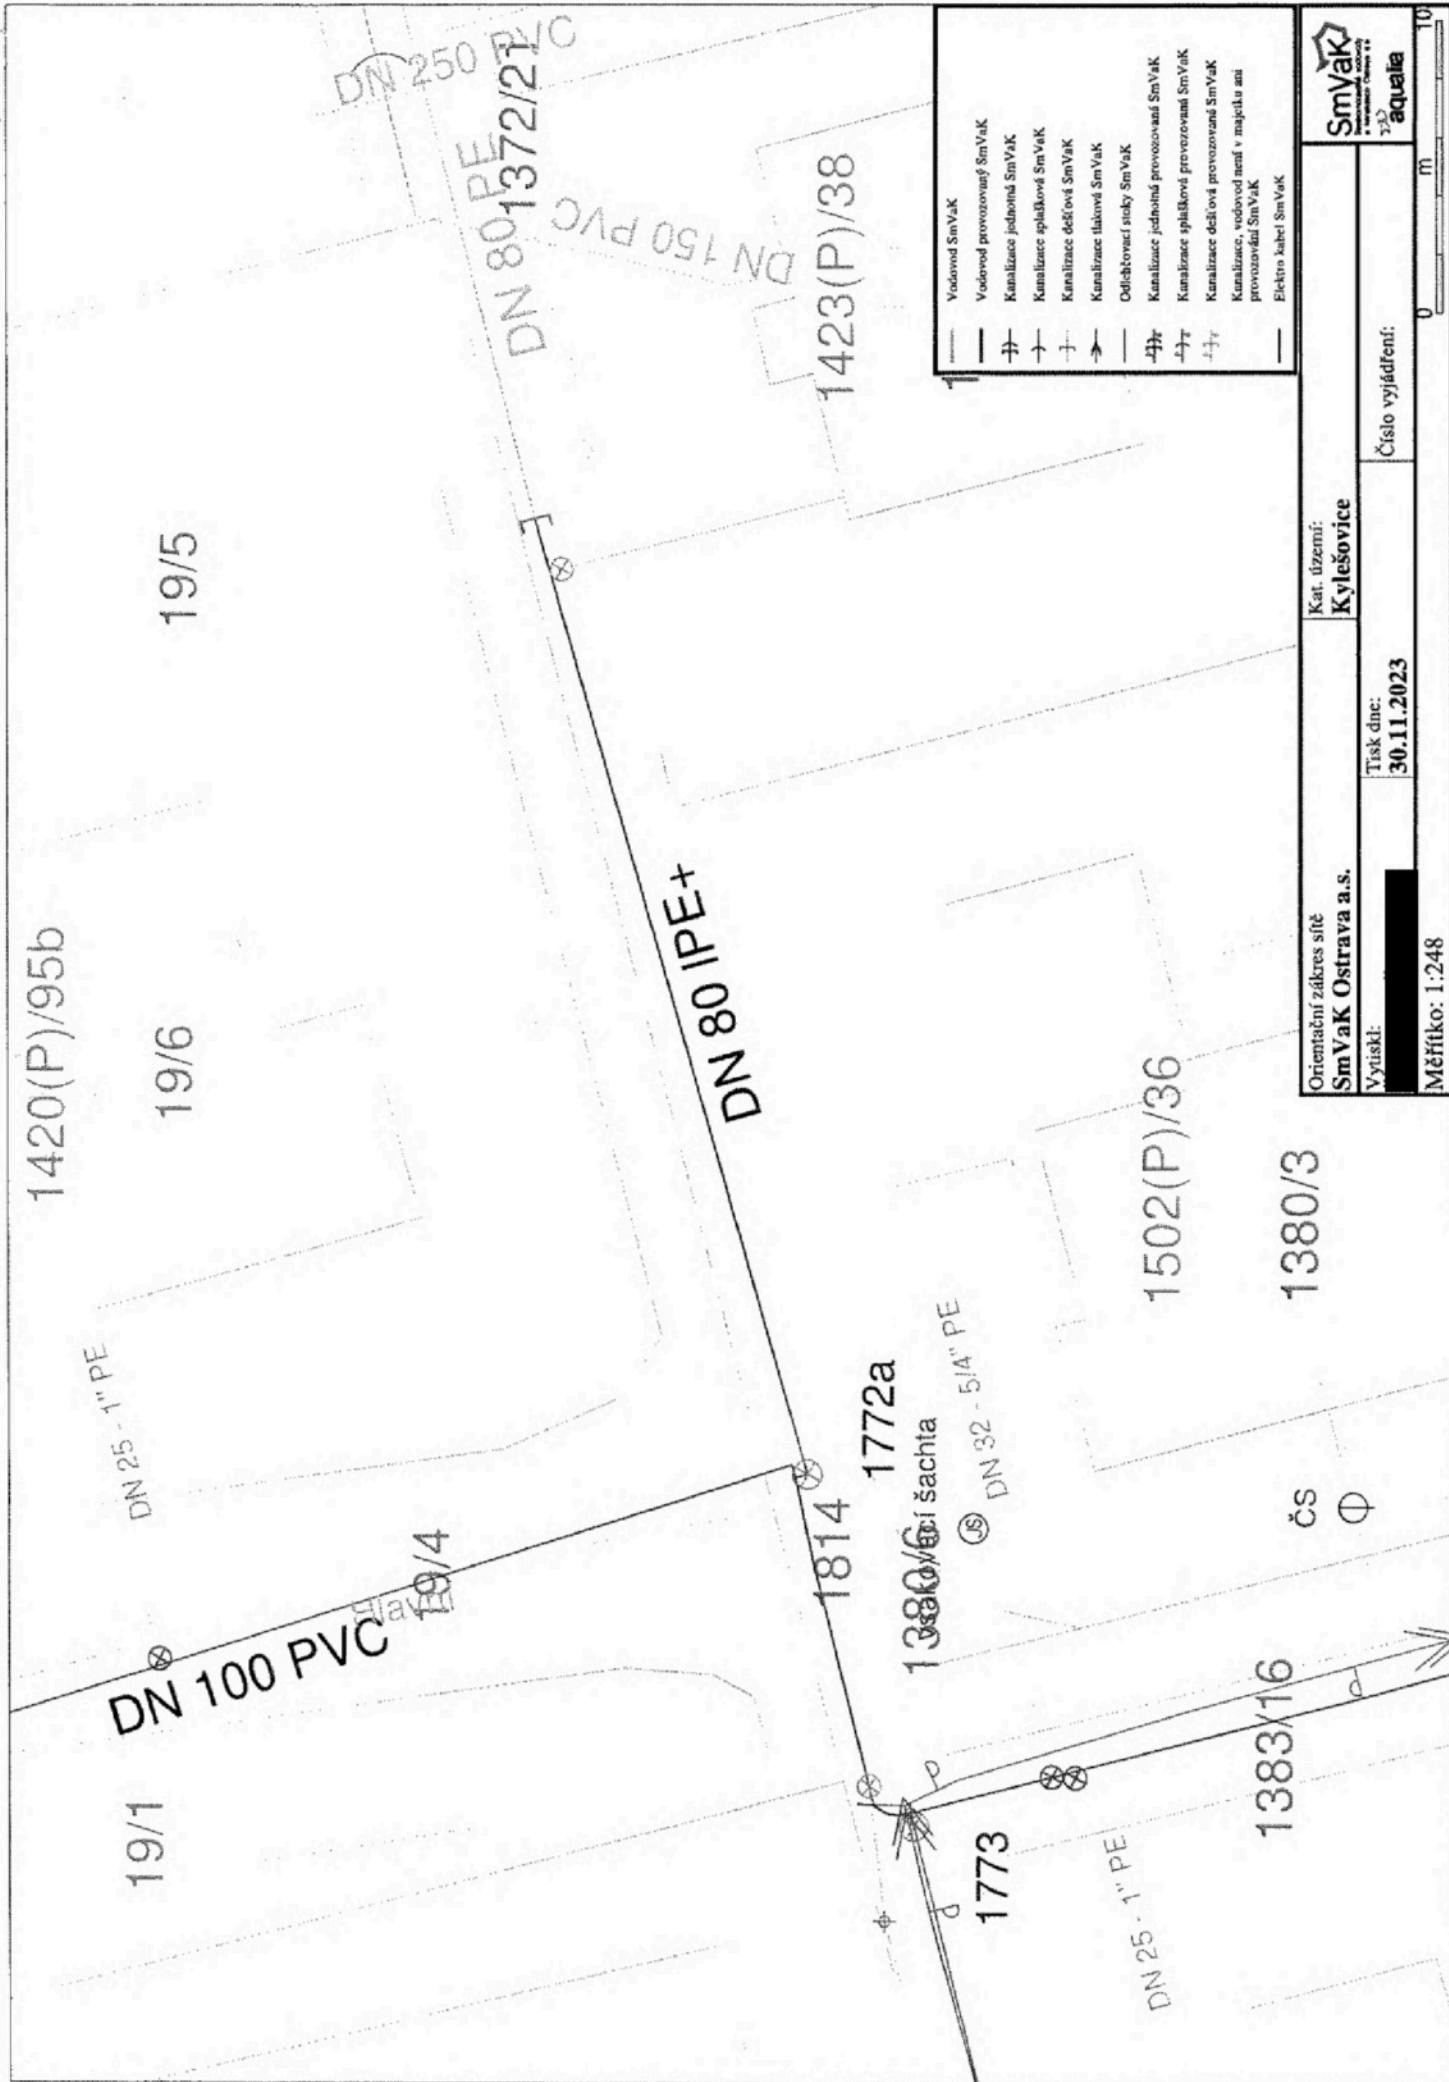 1420(P)/95b
19/6
19/5
DN 25 - 1" PE
19/1
DN 100 PVC
19/4
DN 250 PVC
1372/21
DN 80 PE
DN 150 PVC
DN 80 IPE+
1423(P)/38
1814
1772a
1380/6
vsakovací šachta
JŠ
DN 32 - 5/4" PE
1502(P)/36
1380/3
ČS
1773
1383/16
DN 25 - 1" PE
Vodovod SmVaK
Vodovod provozovaný SmVaK
Kanalizace jednotná SmVaK
Kanalizace splašková SmVaK
Kanalizace dešťová SmVaK
Kanalizace tlaková SmVaK
Odlehčovací stoky SmVaK
Kanalizace jednotná provozovaná SmVaK
Kanalizace splašková provozovaná SmVaK
Kanalizace dešťová provozovaná SmVaK
Kanalizace, vodovod není v majetku ani
provozování SmVaK
Elektro kabel SmVaK
Orientační zákres sítě
SmVaK Ostrava a.s.
Kat. území:
Kylešovice
SmVaK
aqualia
Vytiskl:
Tisk dne:
30.11.2023
Číslo vyjádření:
Měřítko: 1:248
0
m
10